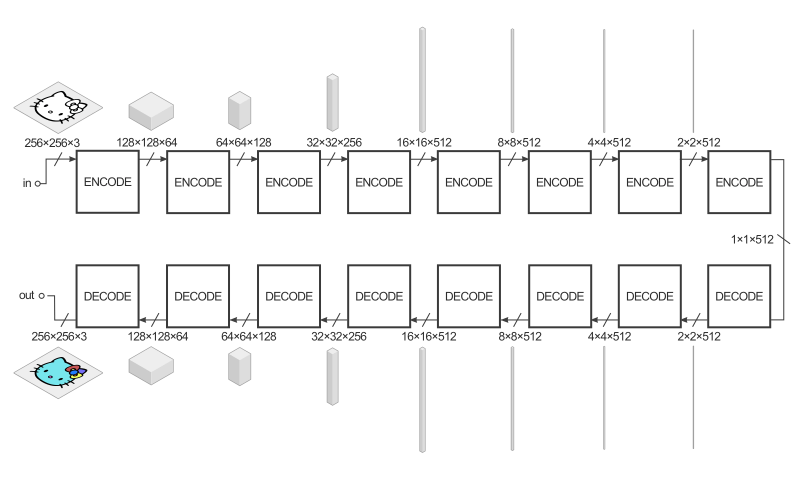 256×256×3 128×128×64 64×64×128 32×32×256 16×16×512 8×8×512 4×4×512 2×2×512
in ENCODE ENCODE ENCODE ENCODE ENCODE ENCODE ENCODE ENCODE
1×1×512
out DECODE DECODE DECODE DECODE DECODE DECODE DECODE DECODE
256×256×3 128×128×64 64×64×128 32×32×256 16×16×512 8×8×512 4×4×512 2×2×512